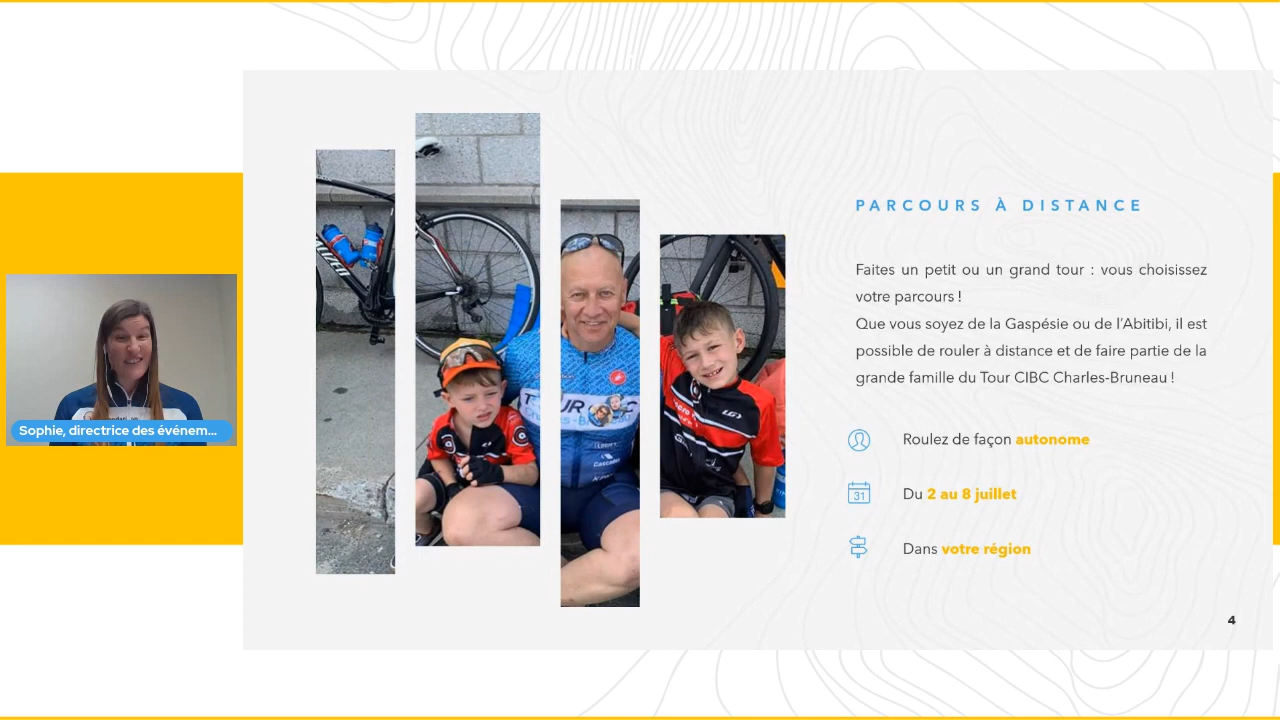 PARCOURS À DISTANCE
Faites un petit ou un grand tour : vous choisissez
votre parcours !
Que vous soyez de la Gaspésie ou de l'Abitibi, il est
possible de rouler à distance et de faire partie de la
grande famille du Tour CIBC Charles-Bruneau !
Roulez de façon autonome
31
Du 2 au 8 juillet
Dans votre région
4
Sophie, directrice des événem...